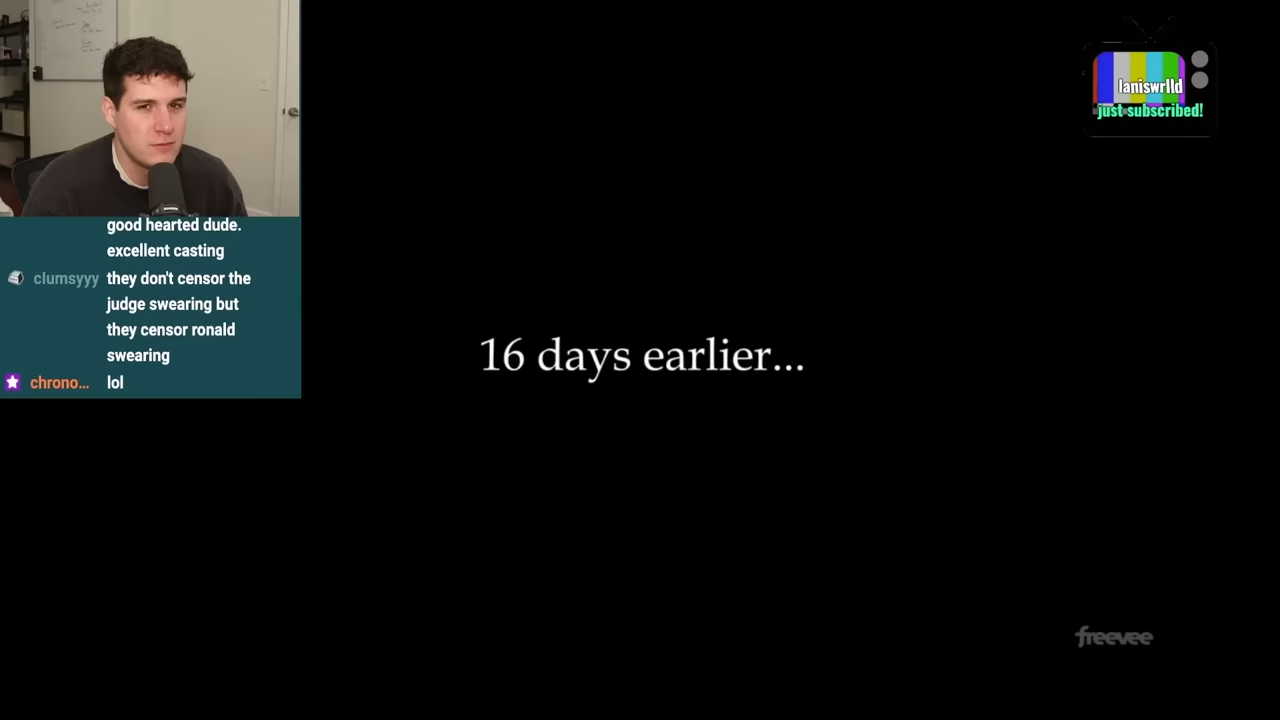 laniswrlld
just subscribed!
good hearted dude.
excellent casting
clumsyyy they don't censor the
judge swearing but
they censor ronald
swearing
chrono... lol
16 days earlier...
freevee